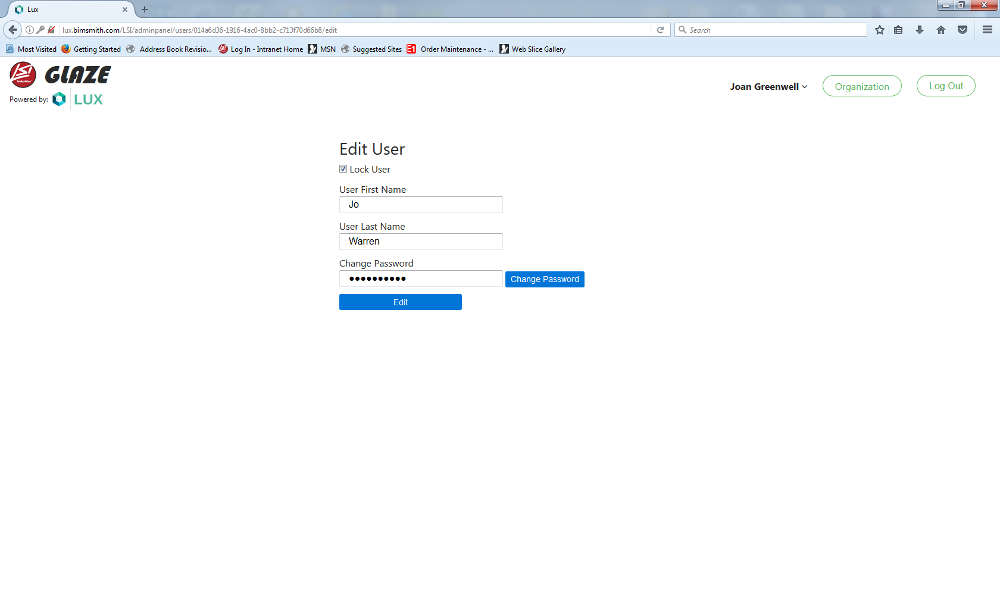 Lux
lux.bimsmith.com/LSI/adminpanel/users/014a6d36-1916-4ac0-8bb2-c713f70d66b8/edit
Search
Most Visited Getting Started Address Book Revisio... Log In - Intranet Home MSN Suggested Sites E1 Order Maintenance - ... Web Slice Gallery
LSI Industries GLAZE
Powered by: LUX
Joan Greenwell Organization Log Out
Edit User
Lock User
User First Name
Jo
User Last Name
Warren
Change Password
●●●●●●●●●● Change Password
Edit